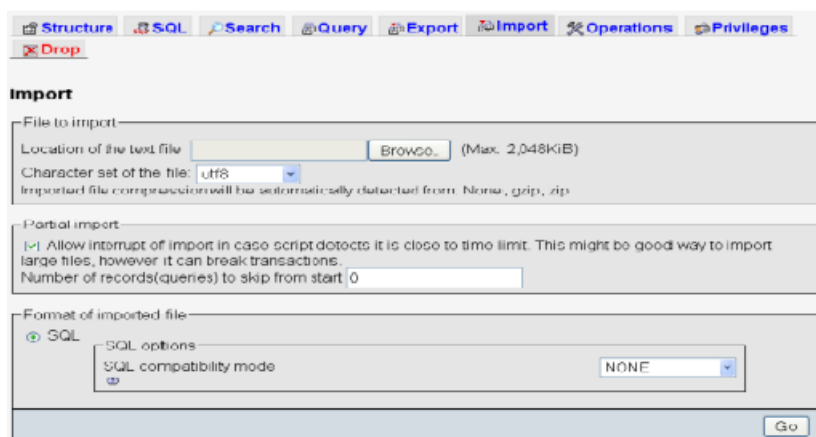 Structure SQL Search Query Export Import Operations Privileges
Drop
Import
File to import
Location of the text file Browse.. (Max. 2,048KiB)
Character set of the file: utf8
Imported file compression will be automatically detected from: None, gzip, zip
Partial import
Allow interrupt of import in case script detects it is close to time limit. This might be good way to import
large files, however it can break transactions.
Number of records(queries) to skip from start 0
Format of imported file
SQL
SQL options
SQL compatibility mode NONE
Go